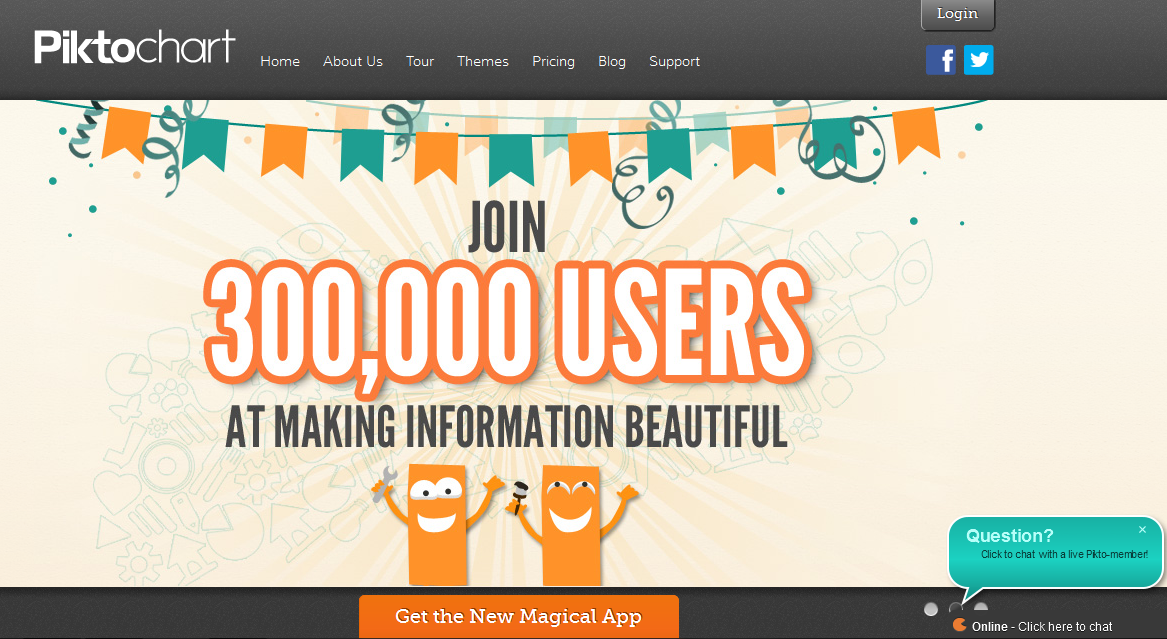 Login
Piktochart
Home About Us Tour Themes Pricing Blog Support
JOIN
300,000 USERS
AT MAKING INFORMATION BEAUTIFUL
Question? ×
Click to chat with a live Pikto-member!
Get the New Magical App
Online - Click here to chat